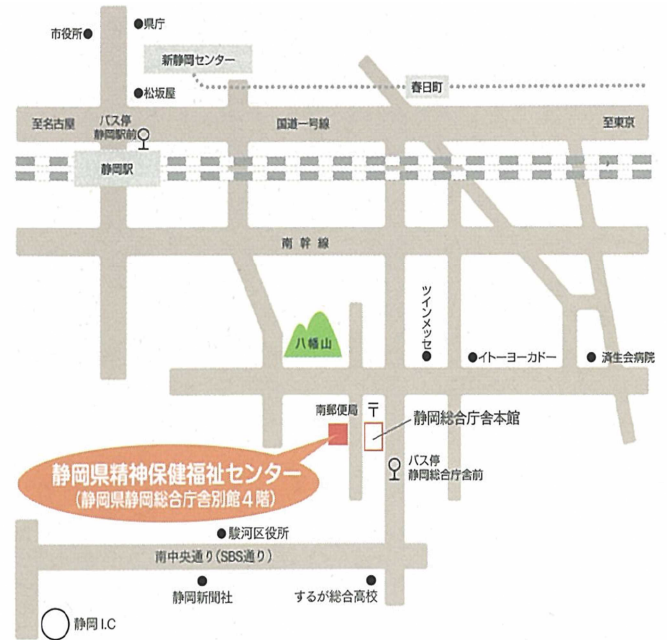 県庁
市役所
新静岡センター
松坂屋
春日町
至名古屋
バス停
静岡駅前
国道一号線
至東京
静岡駅
南幹線
ツインメッセ
八幡山
イトーヨーカドー
済生会病院
南郵便局
〒
静岡総合庁舎本館
バス停
静岡総合庁舎前
静岡県精神保健福祉センター
(静岡県静岡総合庁舎別館4階)
駿河区役所
南中央通り(SBS通り)
静岡新聞社
するが総合高校
静岡I.C